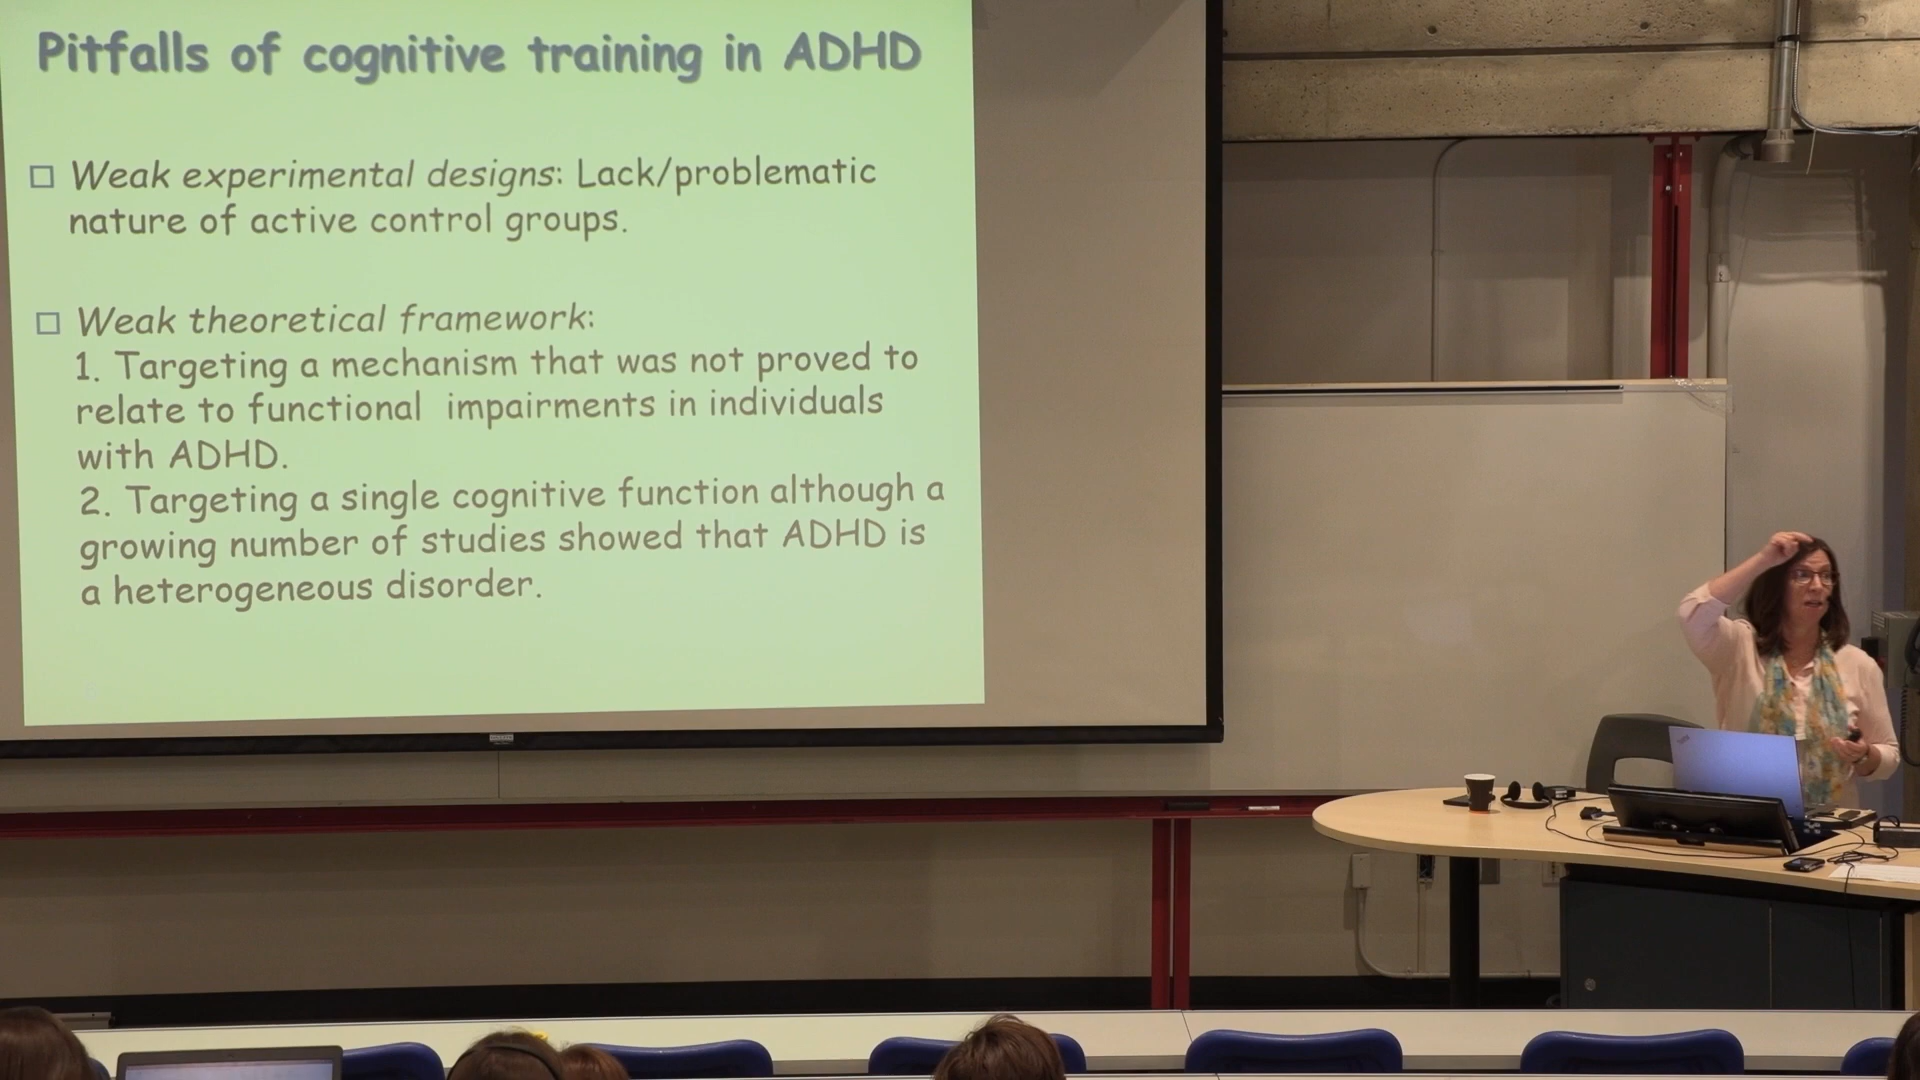 Pitfalls of cognitive training in ADHD
Weak experimental designs: Lack/problematic
nature of active control groups.
Weak theoretical framework:
1. Targeting a mechanism that was not proved to
relate to functional impairments in individuals
with ADHD.
2. Targeting a single cognitive function although a
growing number of studies showed that ADHD is
a heterogeneous disorder.